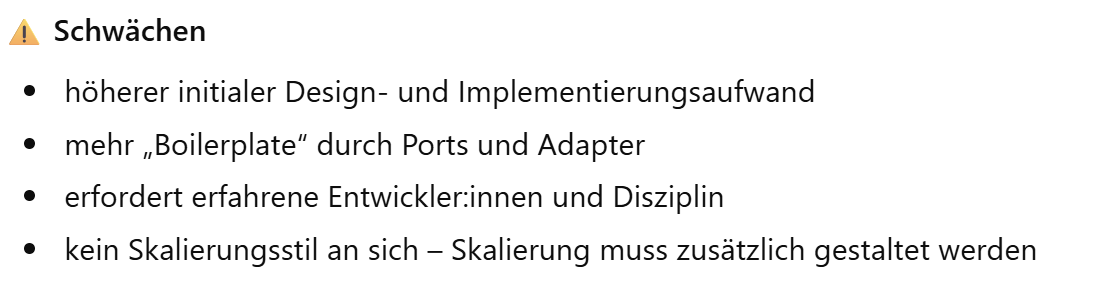 ⚠️ Schwächen
• höherer initialer Design- und Implementierungsaufwand
• mehr „Boilerplate“ durch Ports und Adapter
• erfordert erfahrene Entwickler:innen und Disziplin
• kein Skalierungsstil an sich – Skalierung muss zusätzlich gestaltet werden